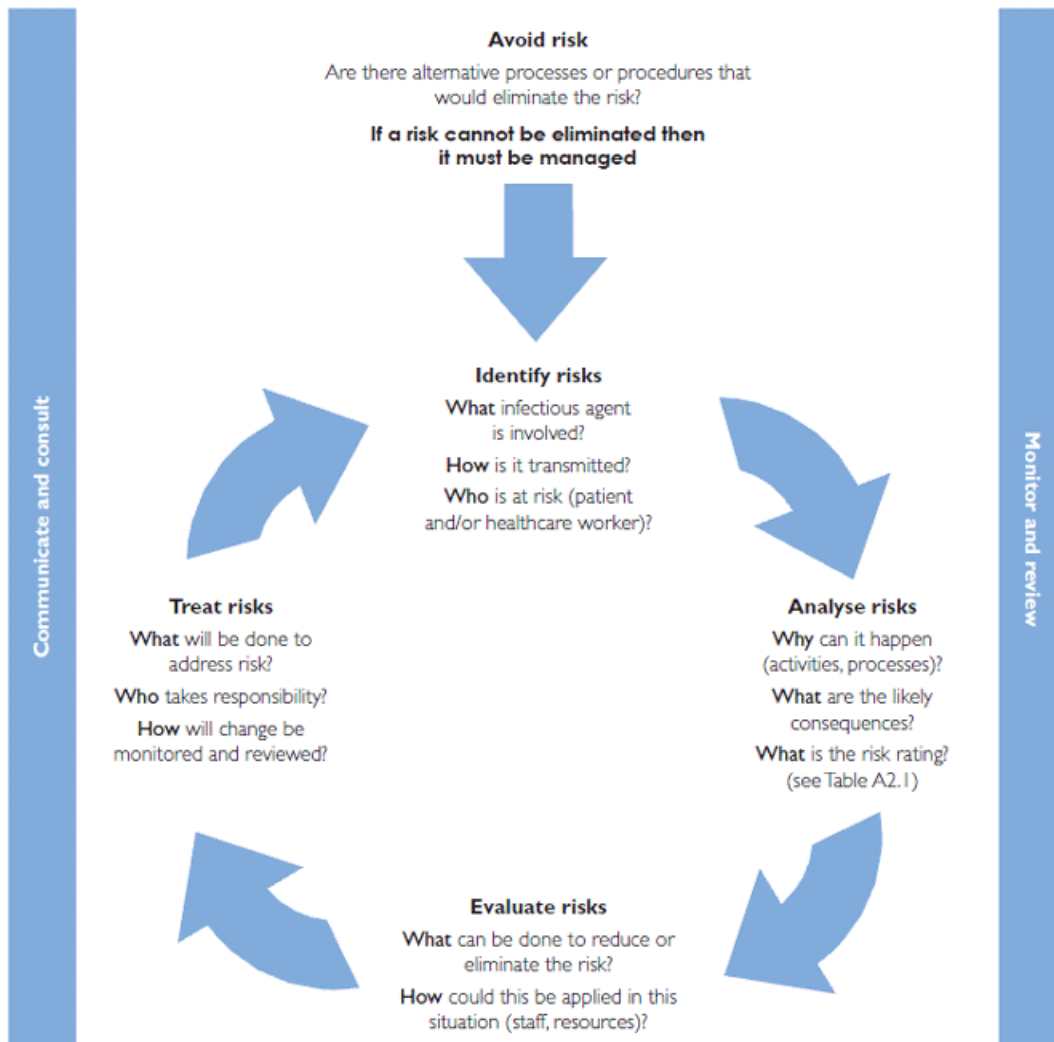 Avoid risk
Are there alternative processes or procedures that
would eliminate the risk?
If a risk cannot be eliminated then
it must be managed
Communicate and consult
Monitor and review
Identify risks
What infectious agent
is involved?
How is it transmitted?
Who is at risk (patient
and/or healthcare worker)?
Analyse risks
Why can it happen
(activities, processes)?
What are the likely
consequences?
What is the risk rating?
(see Table A2.1)
Evaluate risks
What can be done to reduce or
eliminate the risk?
How could this be applied in this
situation (staff, resources)?
Treat risks
What will be done to
address risk?
Who takes responsibility?
How will change be
monitored and reviewed?